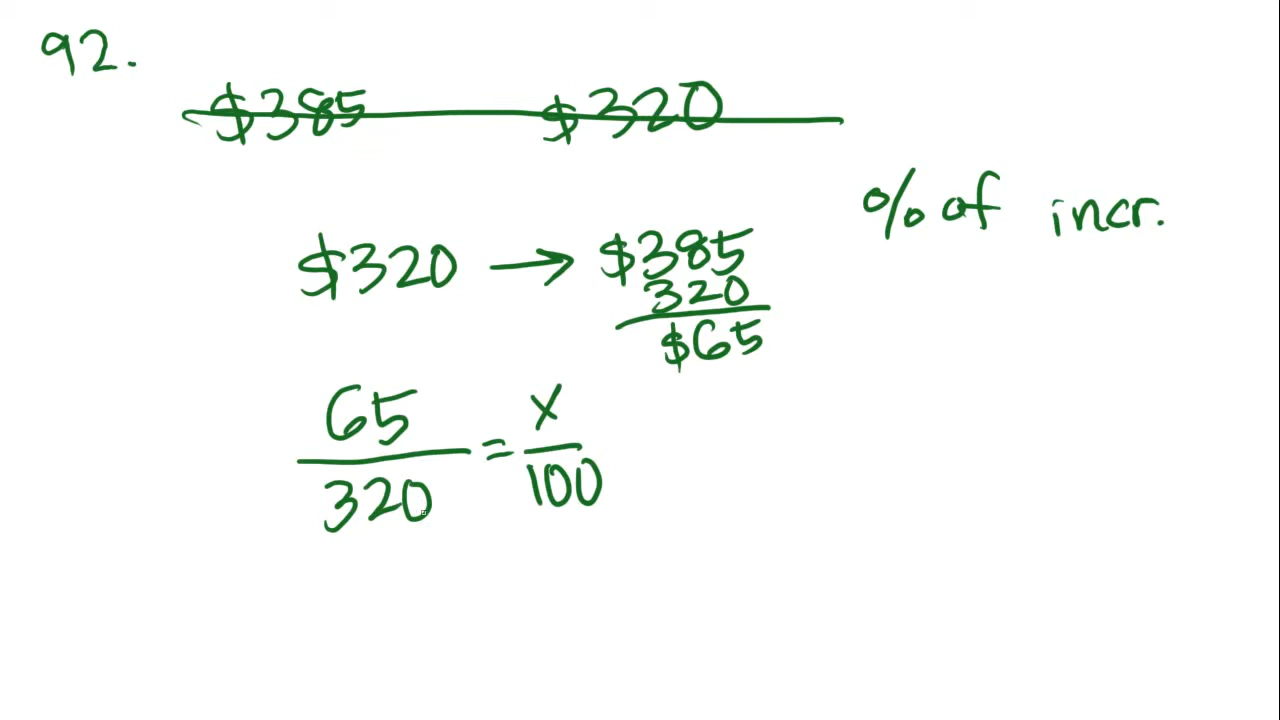 92.
$385 $320
% of incr.
$320 → $385
320
$65
65/320 = x/100